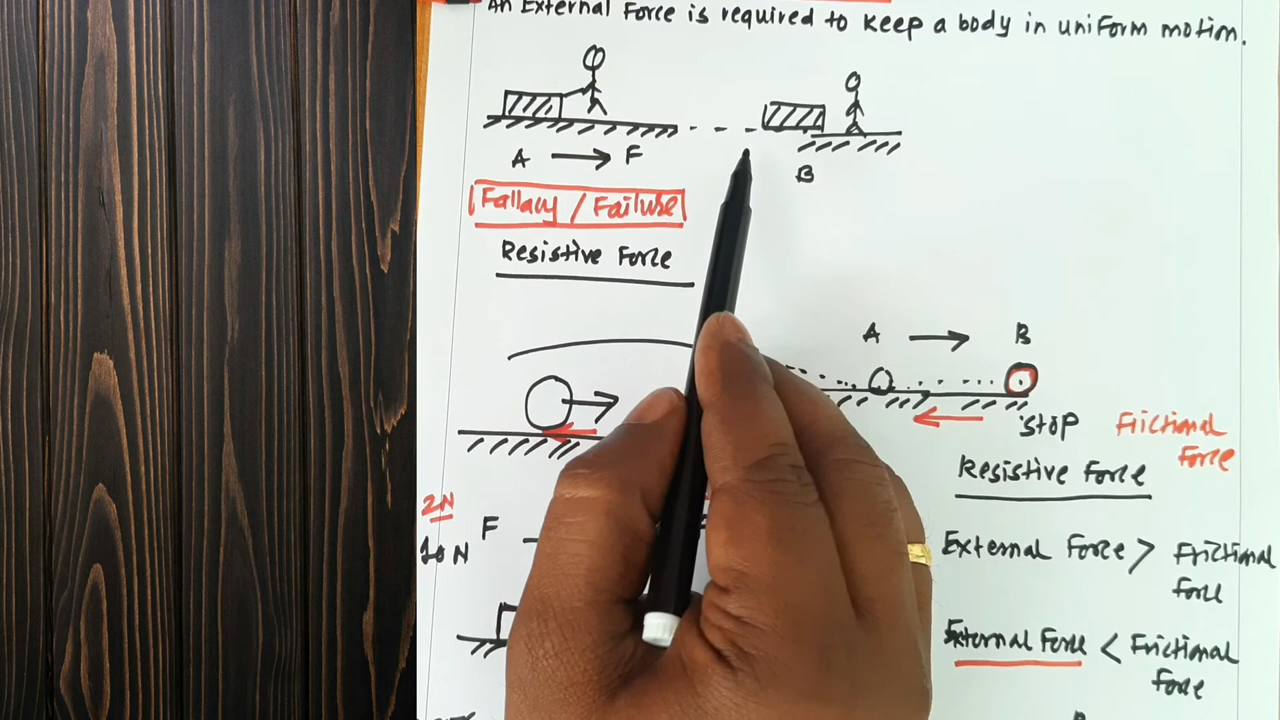 An External Force is required to keep a body in uniform motion.
A → F
B
Fallacy / Failure
Resistive Force
A → B
Stop
Frictional Force
Resistive Force
2N
10N
F
External Force > Frictional Force
External Force < Frictional Force